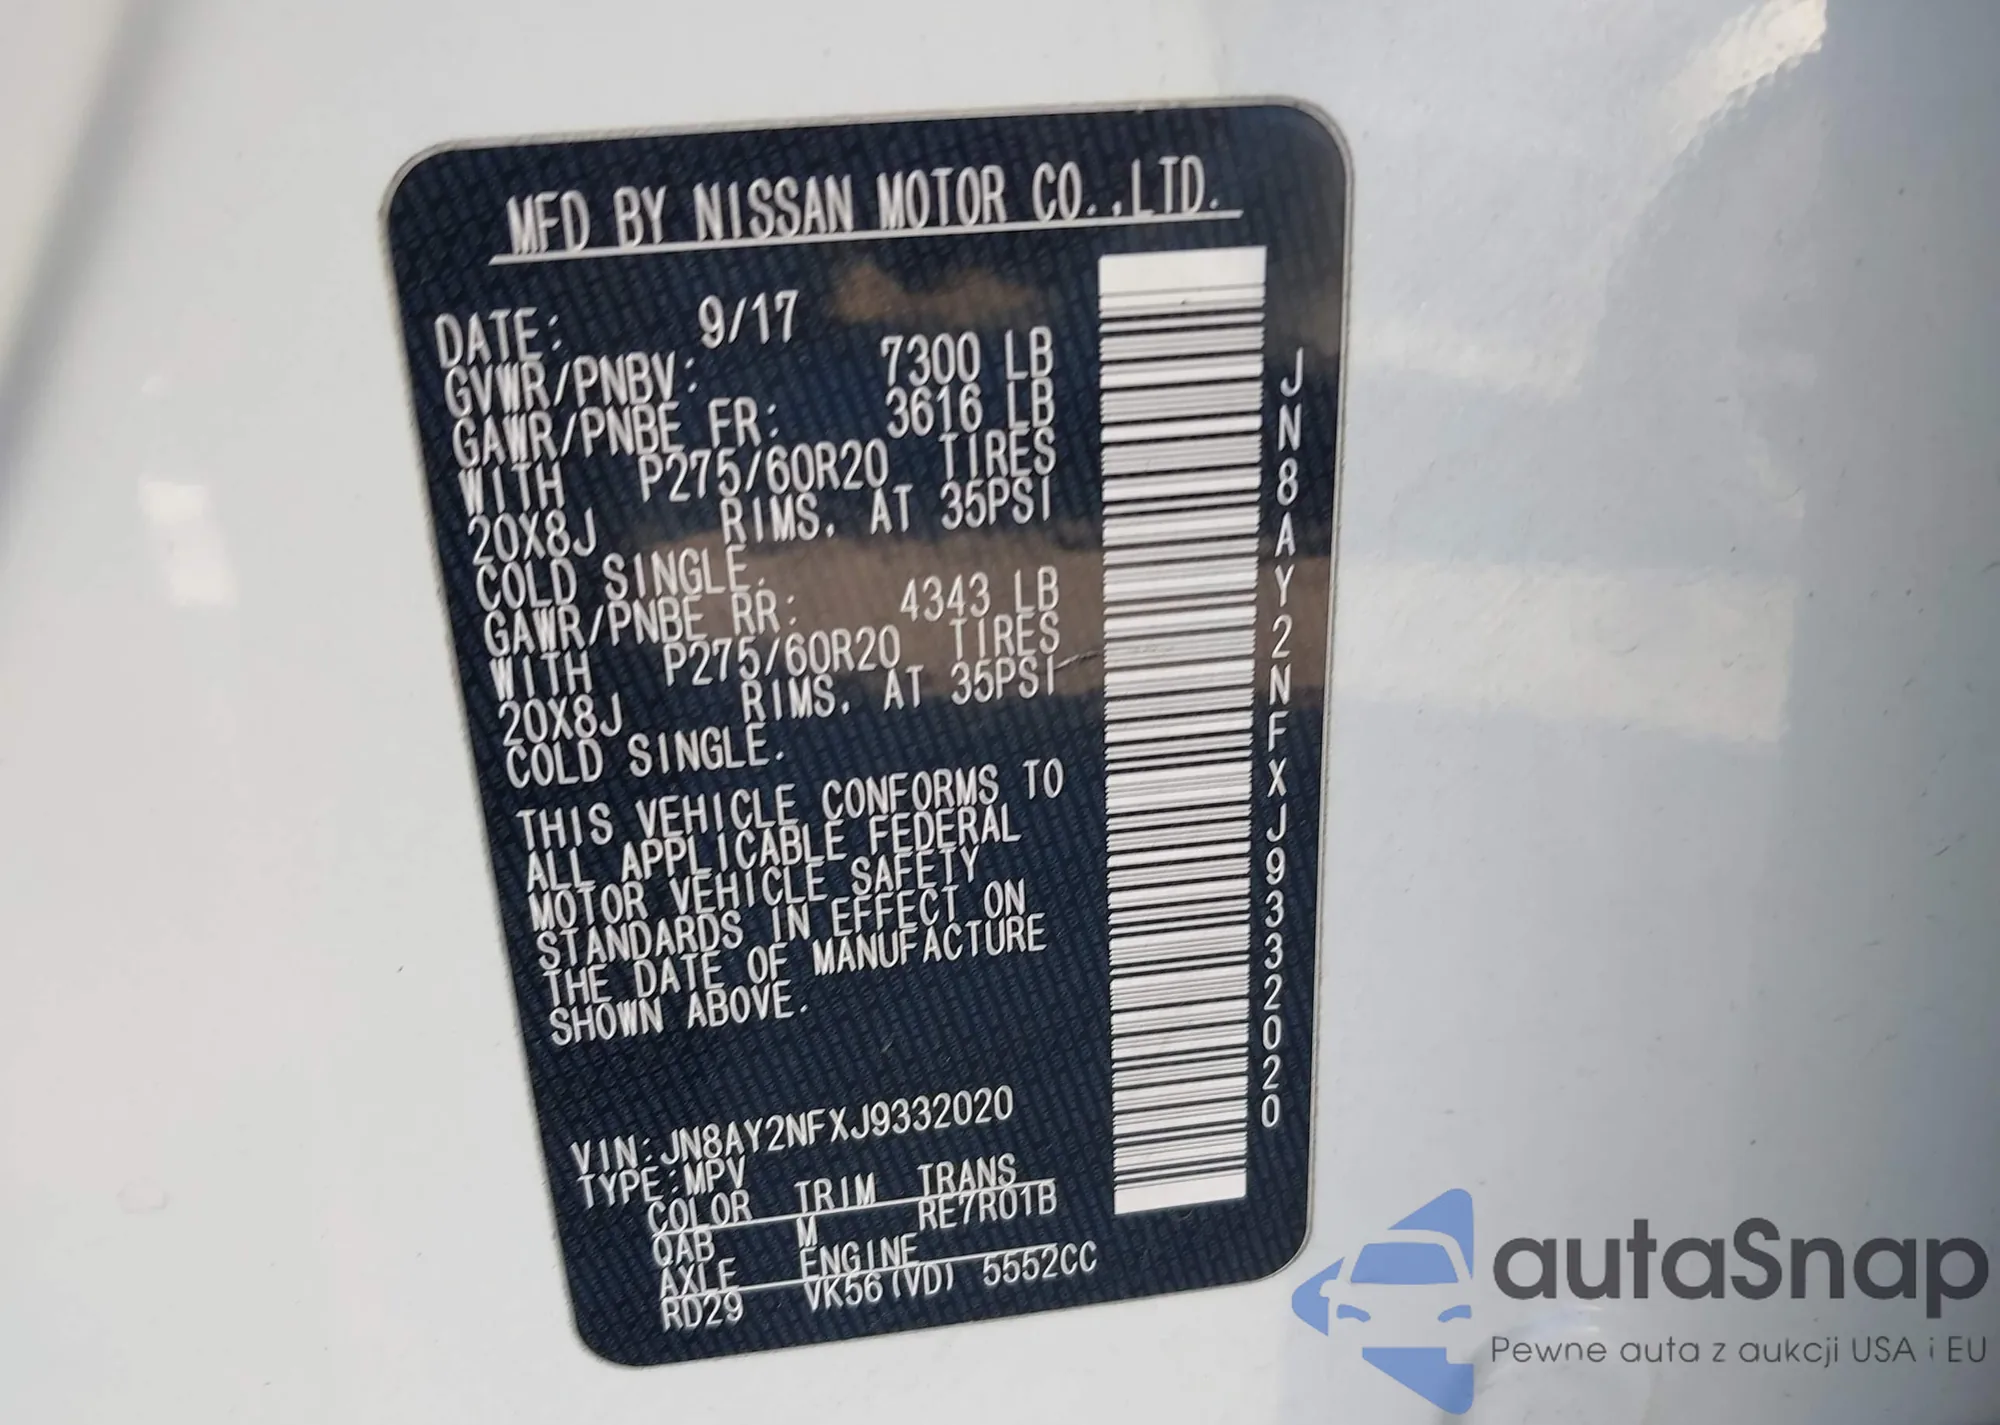 MFD BY NISSAN MOTOR CO.,LTD.
DATE: 9/17
GVWR/PNBV: 7300 LB
GAWR/PNBE FR: 3616 LB
WITH P275/60R20 TIRES
20X8J RIMS. AT 35PSI
COLD SINGLE.
GAWR/PNBE RR: 4343 LB
WITH P275/60R20 TIRES
20X8J RIMS. AT 35PSI
COLD SINGLE.
THIS VEHICLE CONFORMS TO
ALL APPLICABLE FEDERAL
MOTOR VEHICLE SAFETY
STANDARDS IN EFFECT ON
THE DATE OF MANUFACTURE
SHOWN ABOVE.
VIN:JN8AY2NFXJ9332020
TYPE:MPV
COLOR TRIM TRANS
QAB M RE7R01B
AXLE ENGINE
RD29 VK56(VD) 5552CC
JN8AY2NFXJ9332020
autaSnap
Pewne auta z aukcji USA i EU